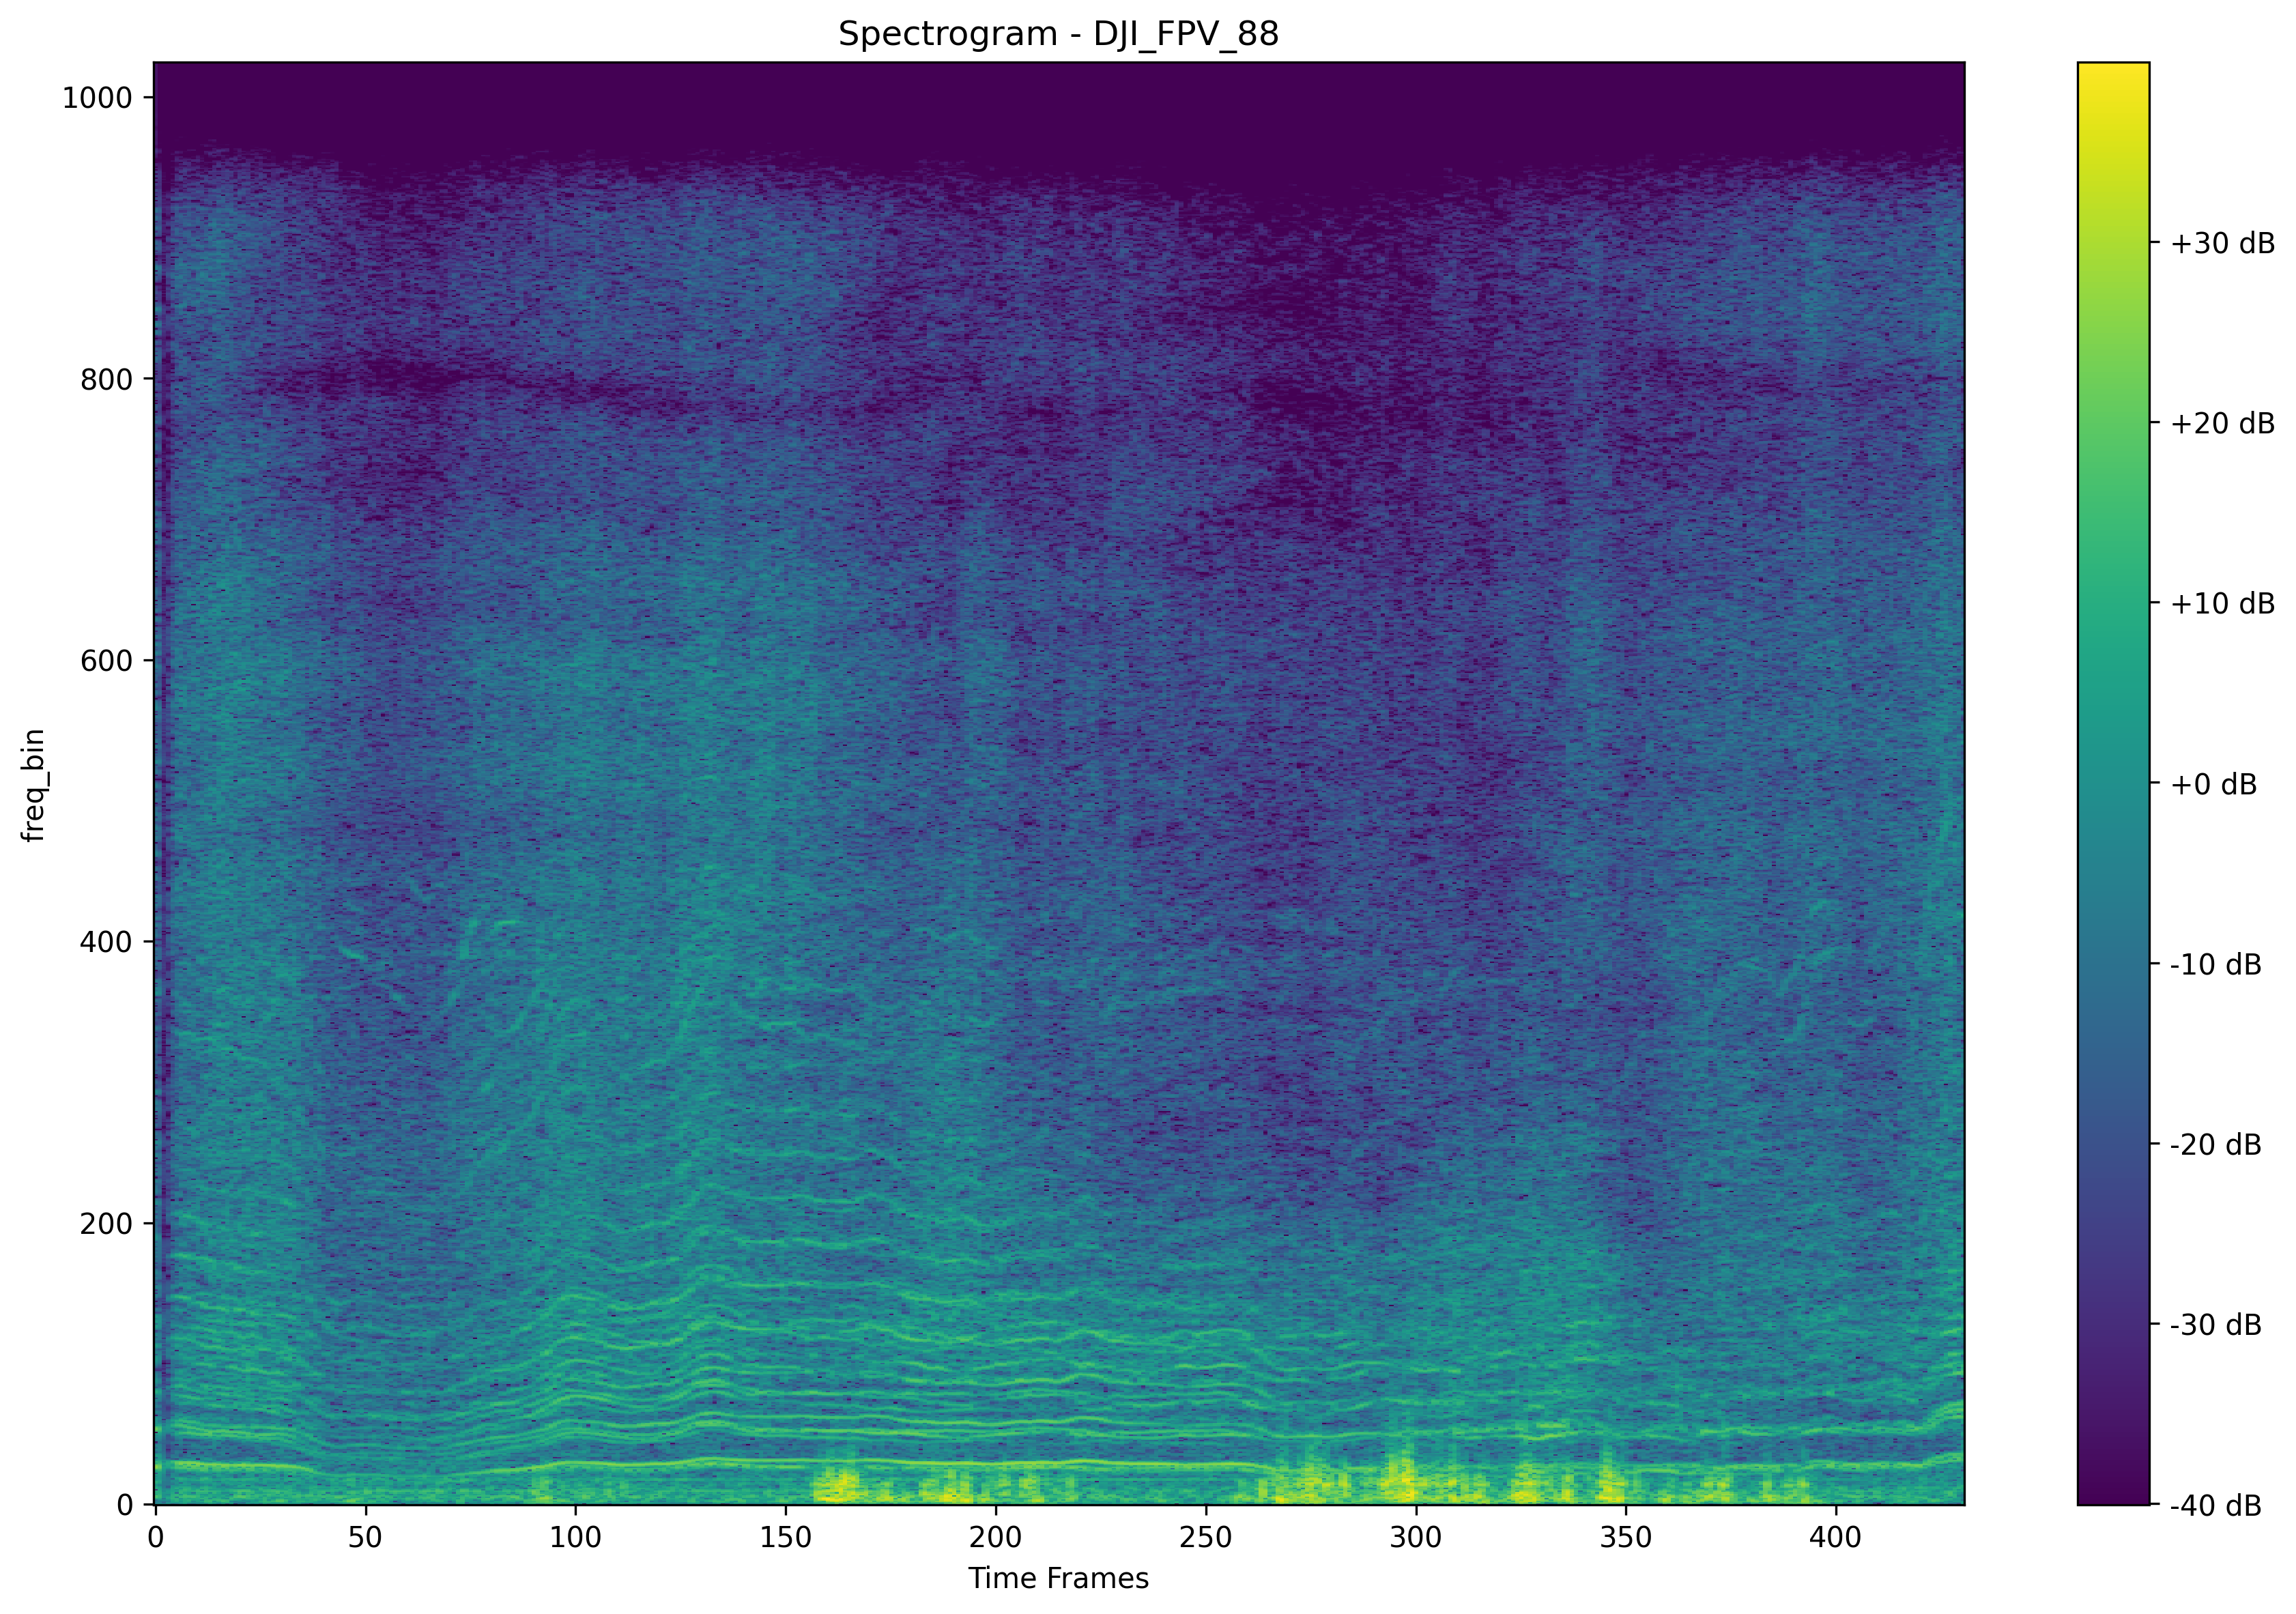 Spectrogram - DJI_FPV_88
1000
800
600
400
200
0
freq_bin
0 50 100 150 200 250 300 350 400
Time Frames
+30 dB
+20 dB
+10 dB
+0 dB
-10 dB
-20 dB
-30 dB
-40 dB